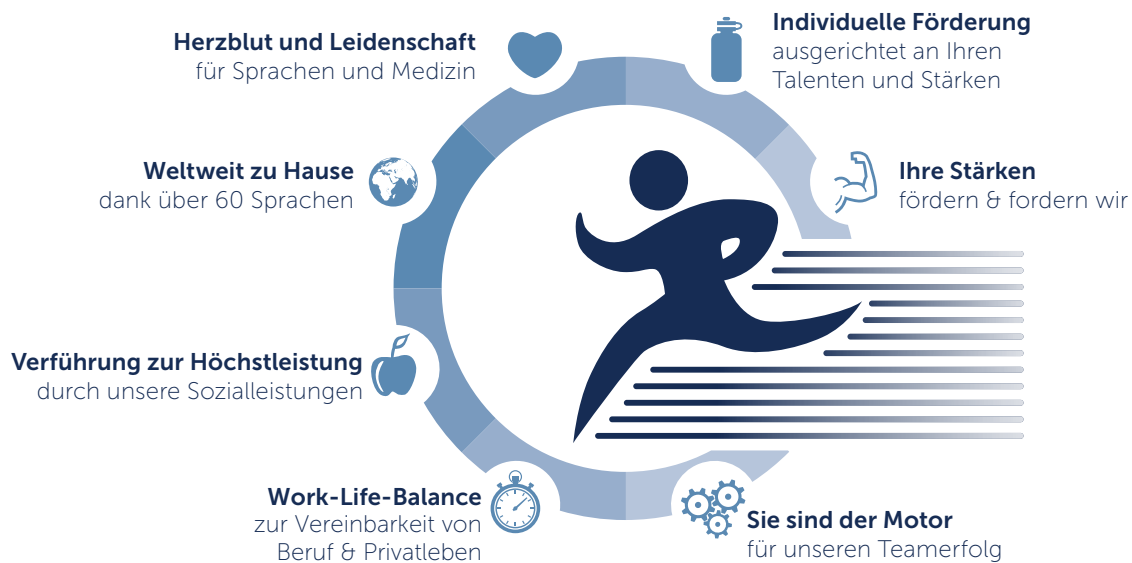 Herzblut und Leidenschaft
für Sprachen und Medizin
Individuelle Förderung
ausgerichtet an Ihren
Talenten und Stärken
Weltweit zu Hause
dank über 60 Sprachen
Ihre Stärken
fördern & fordern wir
Verführung zur Höchstleistung
durch unsere Sozialleistungen
Work-Life-Balance
zur Vereinbarkeit von
Beruf & Privatleben
Sie sind der Motor
für unseren Teamerfolg